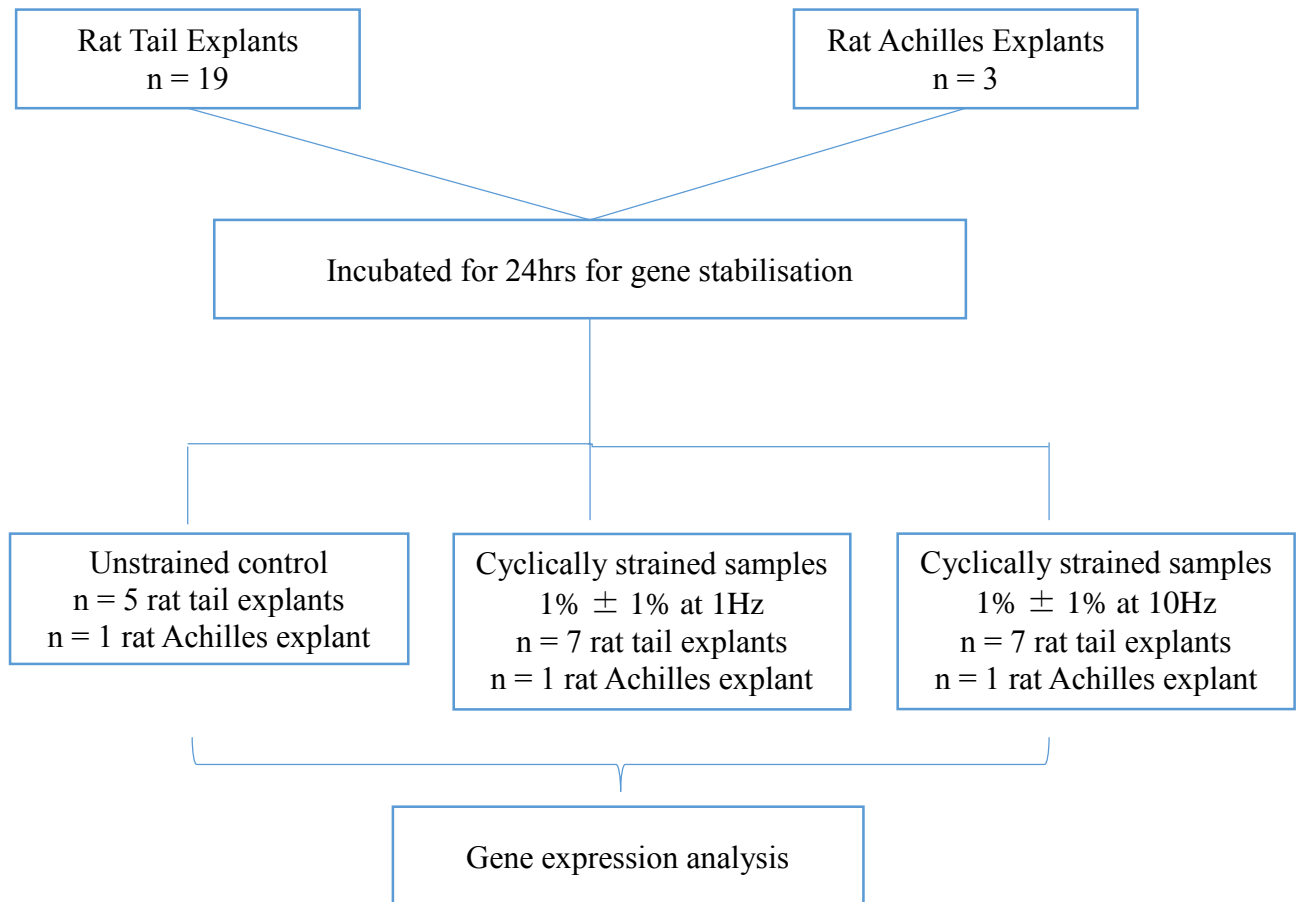 Rat Tail Explants
n = 19
Rat Achilles Explants
n = 3
Incubated for 24hrs for gene stabilisation
Unstrained control
n = 5 rat tail explants
n = 1 rat Achilles explant
Cyclically strained samples
1% ± 1% at 1Hz
n = 7 rat tail explants
n = 1 rat Achilles explant
Cyclically strained samples
1% ± 1% at 10Hz
n = 7 rat tail explants
n = 1 rat Achilles explant
Gene expression analysis